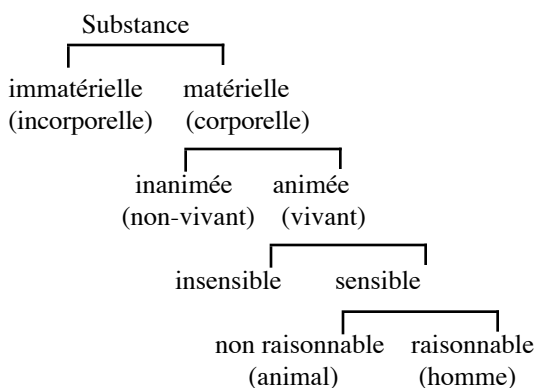 Substance
immatérielle matérielle
(incorporelle) (corporelle)
inanimée animée
(non-vivant) (vivant)
insensible sensible
non raisonnable raisonnable
(animal) (homme)